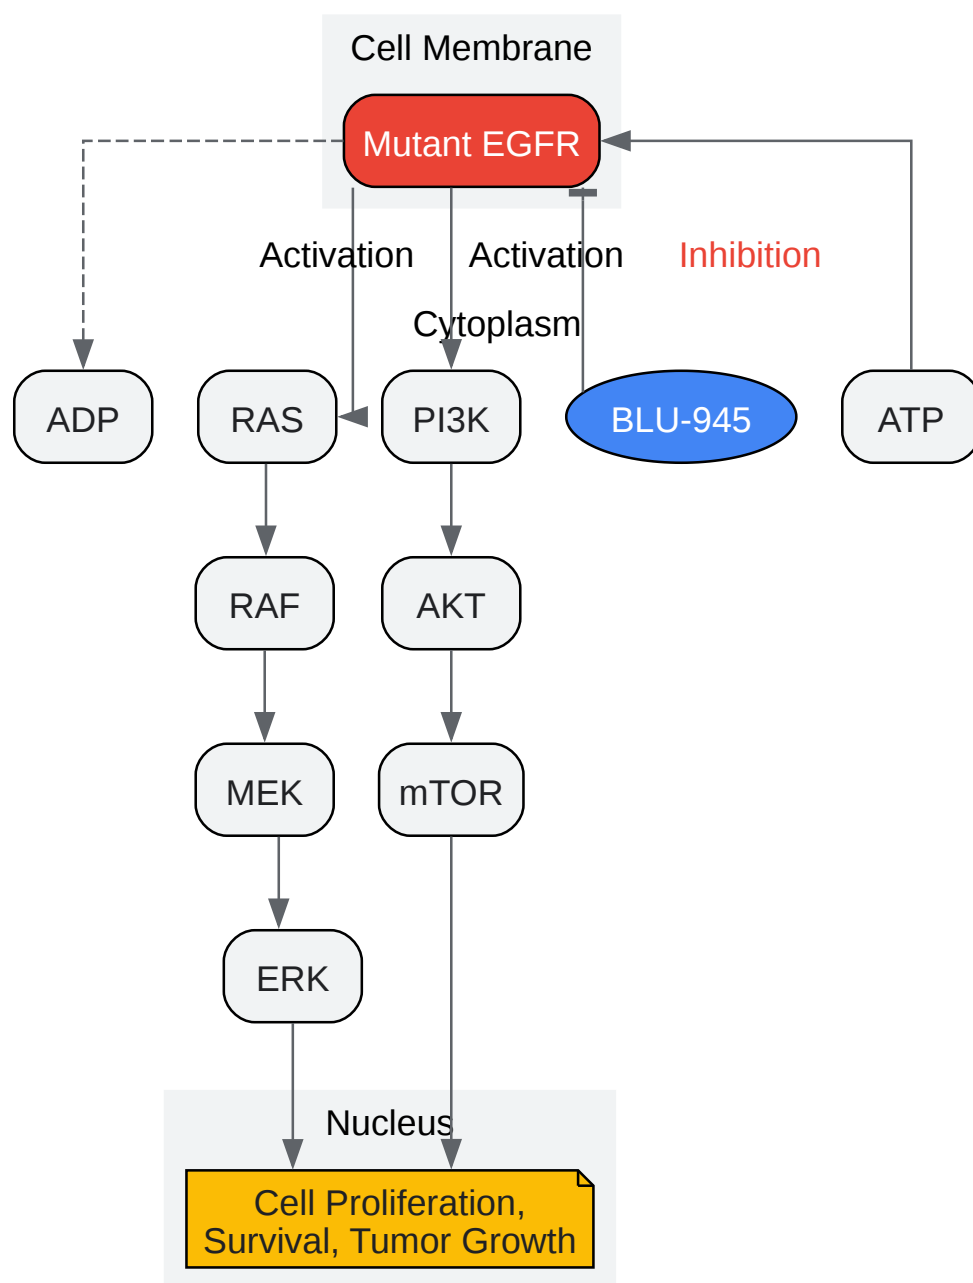 Cell Membrane
Mutant EGFR
Activation
Activation
Inhibition
Cytoplasm
ADP
RAS
PI3K
BLU-945
ATP
RAF
AKT
MEK
mTOR
ERK
Nucleus
Cell Proliferation,
Survival, Tumor Growth